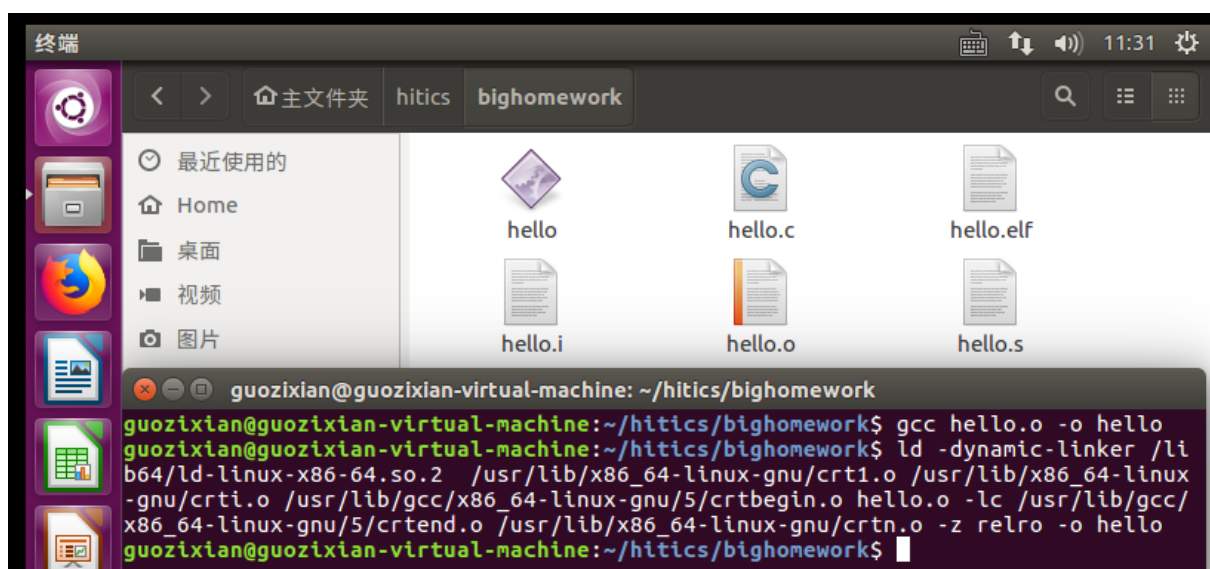 终端
11:31
主文件夹 hitics bighomework
最近使用的
Home
桌面
视频
图片
hello hello.c hello.elf
hello.i hello.o hello.s
guozixian@guozixian-virtual-machine: ~/hitics/bighomework
guozixian@guozixian-virtual-machine:~/hitics/bighomework$ gcc hello.o -o hello
guozixian@guozixian-virtual-machine:~/hitics/bighomework$ ld -dynamic-linker /li
b64/ld-linux-x86-64.so.2  /usr/lib/x86_64-linux-gnu/crt1.o /usr/lib/x86_64-linux
-gnu/crti.o /usr/lib/gcc/x86_64-linux-gnu/5/crtbegin.o hello.o -lc /usr/lib/gcc/
x86_64-linux-gnu/5/crtend.o /usr/lib/x86_64-linux-gnu/crtn.o -z relro -o hello
guozixian@guozixian-virtual-machine:~/hitics/bighomework$